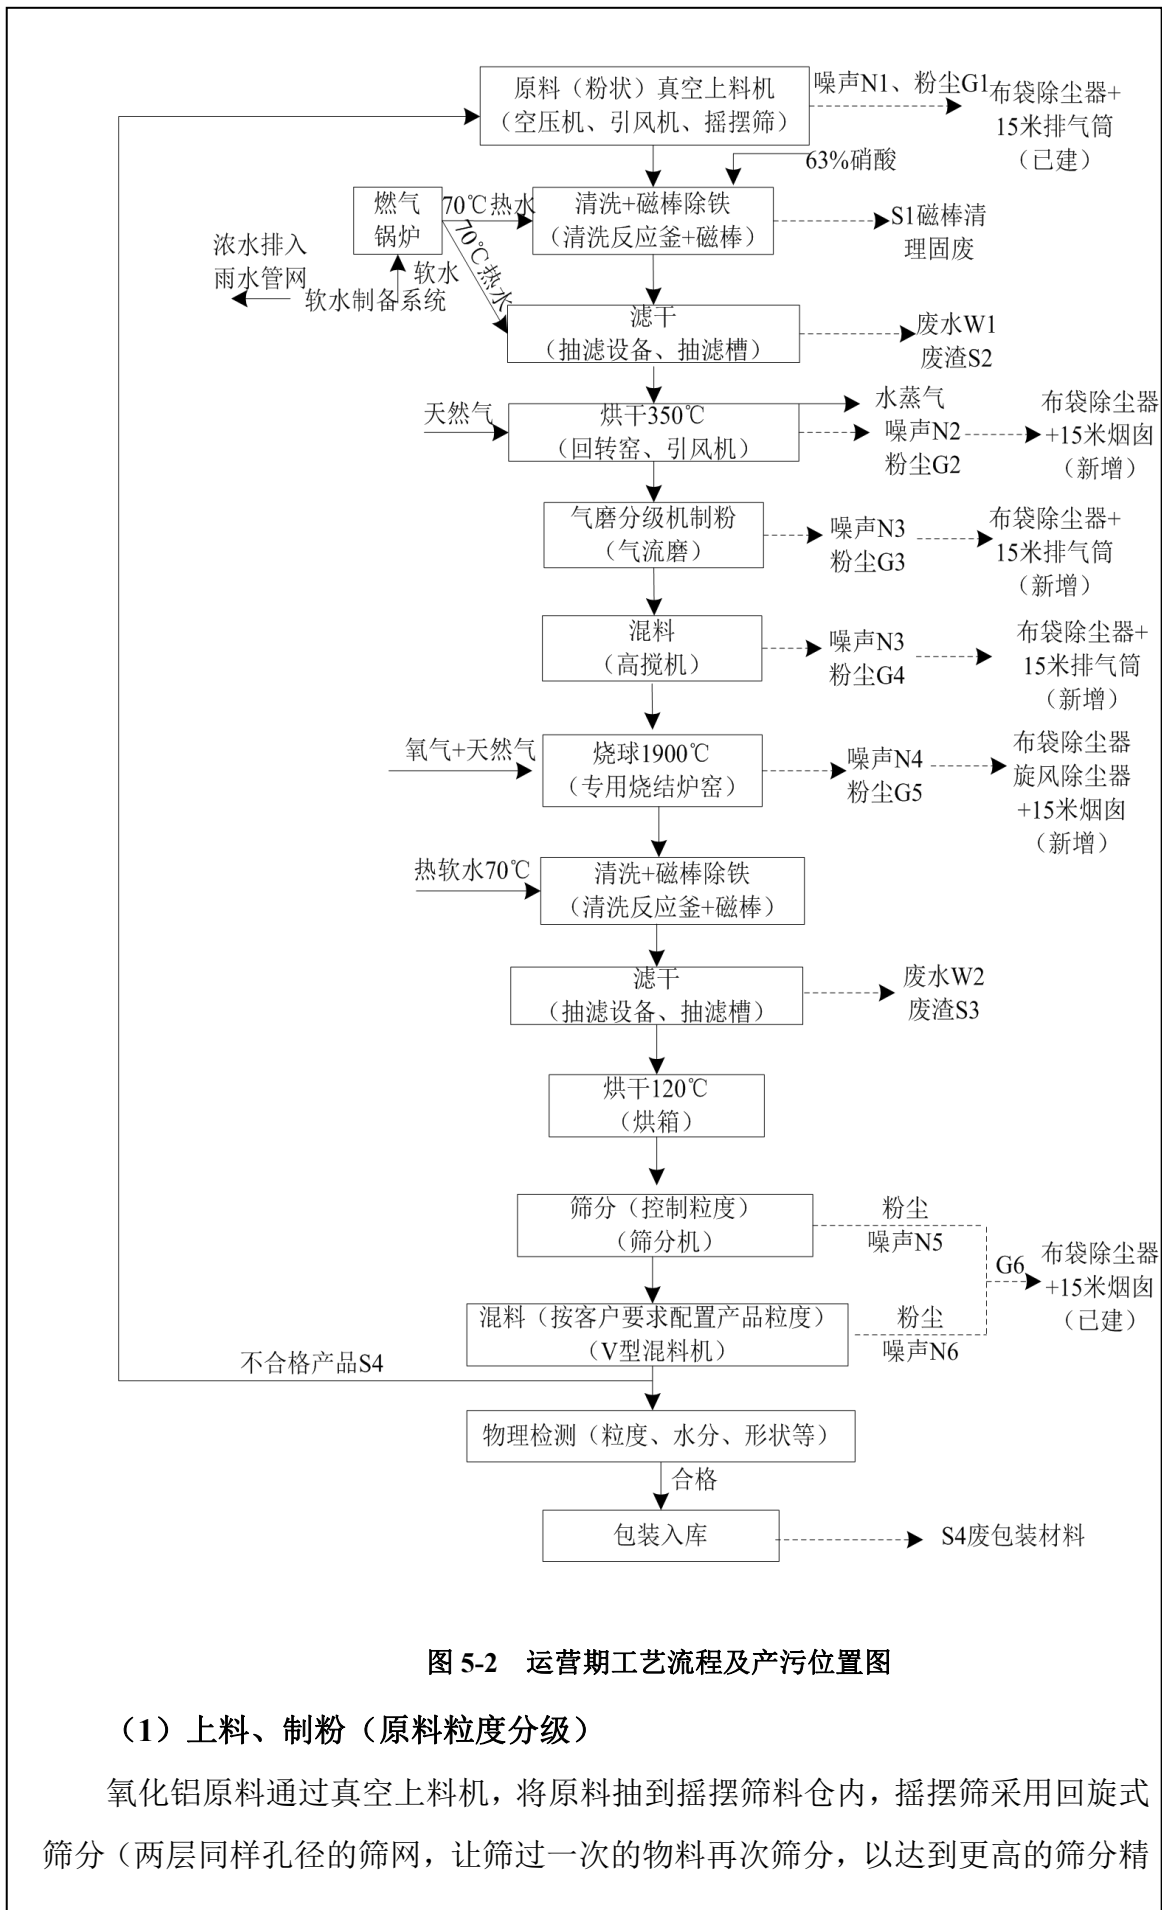 原料（粉状）真空上料机
（空压机、引风机、摇摆筛）
噪声N1、粉尘G1
布袋除尘器+
15米排气筒
（已建）
63%硝酸
燃气
锅炉
70℃热水
清洗+磁棒除铁
（清洗反应釜+磁棒）
S1磁棒清
理固废
浓水排入
雨水管网
软水
70℃热水
软水制备系统
滤干
（抽滤设备、抽滤槽）
废水W1
废渣S2
天然气
烘干350℃
（回转窑、引风机）
水蒸气
噪声N2
粉尘G2
布袋除尘器
+15米烟囱
（新增）
气磨分级机制粉
（气流磨）
噪声N3
粉尘G3
布袋除尘器+
15米排气筒
（新增）
混料
（高搅机）
噪声N3
粉尘G4
布袋除尘器+
15米排气筒
（新增）
氧气+天然气
烧球1900℃
（专用烧结炉窑）
噪声N4
粉尘G5
布袋除尘器
旋风除尘器
+15米烟囱
（新增）
热软水70℃
清洗+磁棒除铁
（清洗反应釜+磁棒）
滤干
（抽滤设备、抽滤槽）
废水W2
废渣S3
烘干120℃
（烘箱）
筛分（控制粒度）
（筛分机）
粉尘
噪声N5
G6
布袋除尘器
+15米烟囱
（已建）
混料（按客户要求配置产品粒度）
（V型混料机）
粉尘
噪声N6
不合格产品S4
物理检测（粒度、水分、形状等）
合格
包装入库
S4废包装材料
图 5-2 运营期工艺流程及产污位置图
（1）上料、制粉（原料粒度分级）
氧化铝原料通过真空上料机，将原料抽到摇摆筛料仓内，摇摆筛采用回旋式
筛分（两层同样孔径的筛网，让筛过一次的物料再次筛分，以达到更高的筛分精